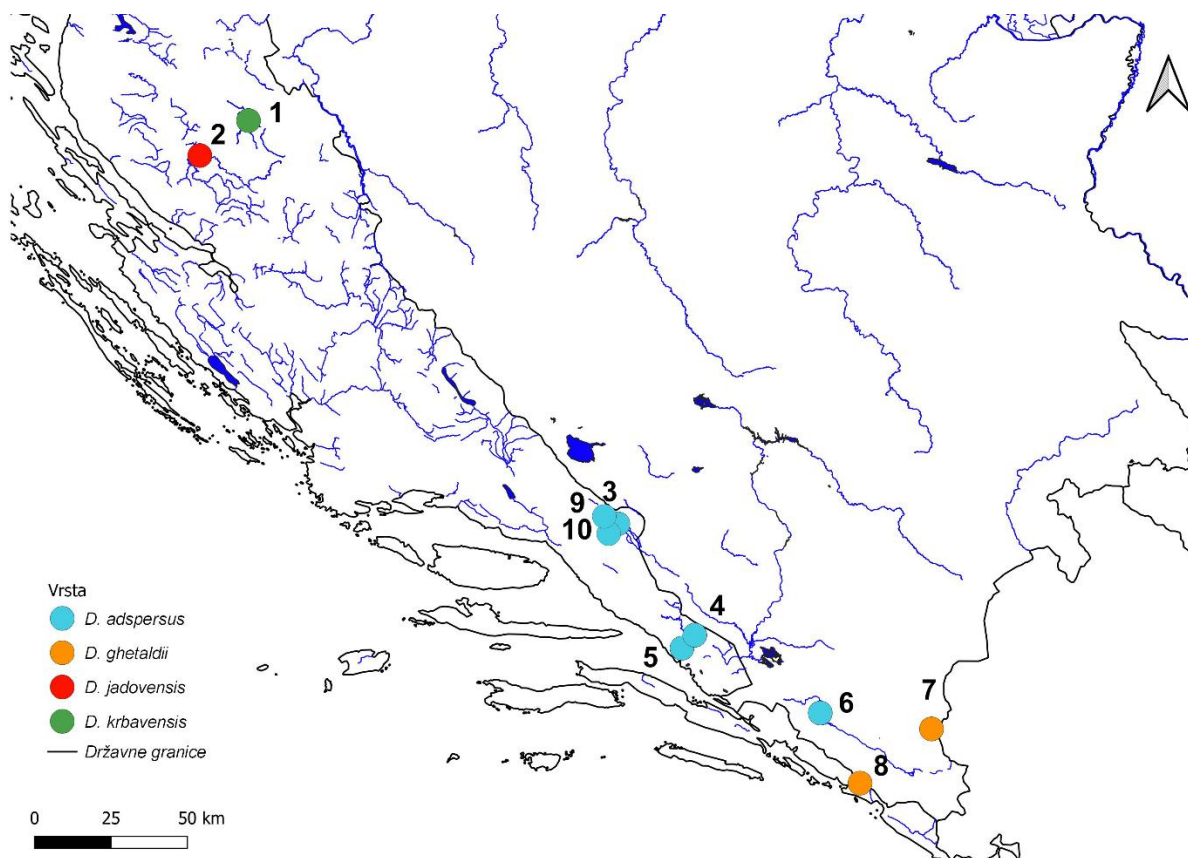 1
2
9 3
10
4
5
6
7
8
Vrsta
D. adspersus
D. ghetaldii
D. jadovensis
D. krbavensis
Državne granice
0 25 50 km